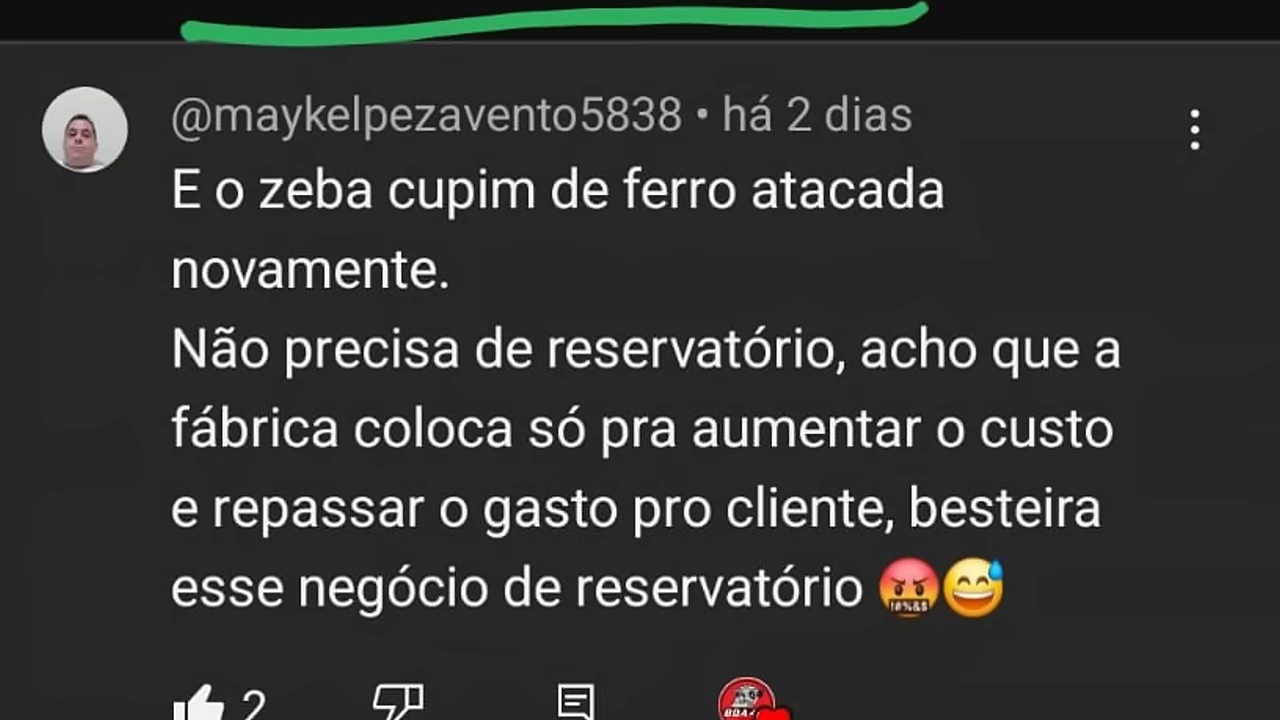 @maykelpezavento5838 • há 2 dias
E o zeba cupim de ferro atacada
novamente.
Não precisa de reservatório, acho que a
fábrica coloca só pra aumentar o custo
e repassar o gasto pro cliente, besteira
esse negócio de reservatório 🤬😅
2